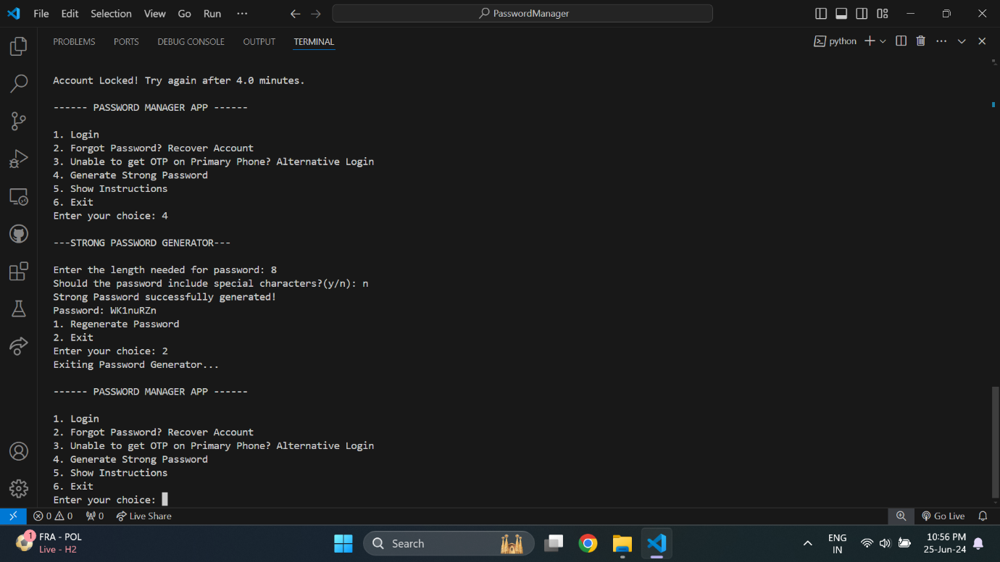 File Edit Selection View Go Run ··· PasswordManager
PROBLEMS PORTS DEBUG CONSOLE OUTPUT TERMINAL python
Account Locked! Try again after 4.0 minutes.
------ PASSWORD MANAGER APP ------
1. Login
2. Forgot Password? Recover Account
3. Unable to get OTP on Primary Phone? Alternative Login
4. Generate Strong Password
5. Show Instructions
6. Exit
Enter your choice: 4
---STRONG PASSWORD GENERATOR---
Enter the length needed for password: 8
Should the password include special characters?(y/n): n
Strong Password successfully generated!
Password: WK1nuRZn
1. Regenerate Password
2. Exit
Enter your choice: 2
Exiting Password Generator...
------ PASSWORD MANAGER APP ------
1. Login
2. Forgot Password? Recover Account
3. Unable to get OTP on Primary Phone? Alternative Login
4. Generate Strong Password
5. Show Instructions
6. Exit
Enter your choice:
0 0 0 Live Share Go Live
1 FRA - POL
Live - H2
Search
ENG
IN
10:56 PM
25-Jun-24